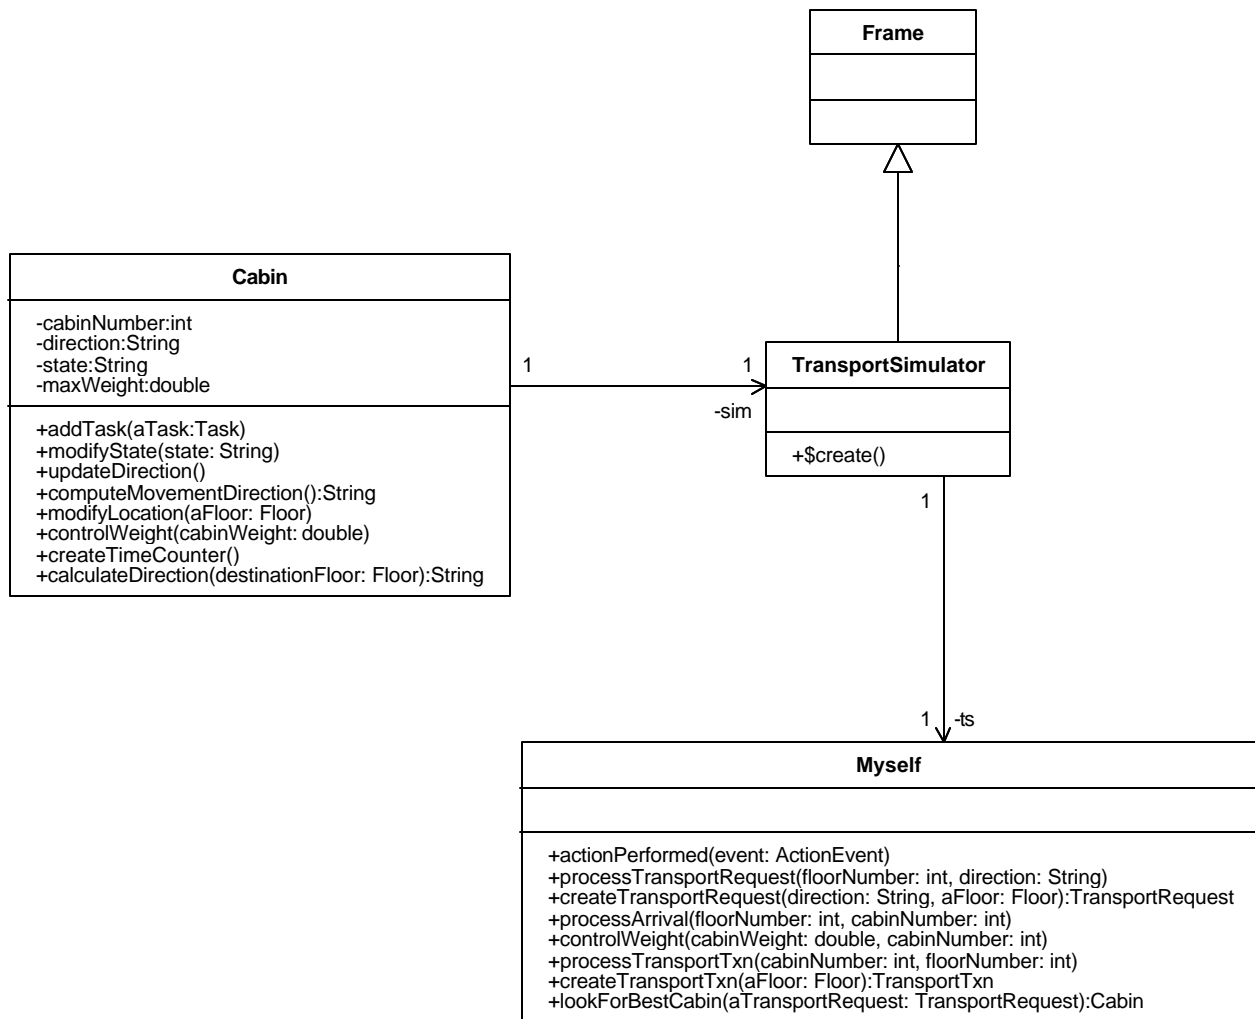 Frame
Cabin
-cabinNumber:int
-direction:String
-state:String
-maxWeight:double
+addTask(aTask:Task)
+modifyState(state: String)
+updateDirection()
+computeMovementDirection():String
+modifyLocation(aFloor: Floor)
+controlWeight(cabinWeight: double)
+createTimeCounter()
+calculateDirection(destinationFloor: Floor):String
1
1
-sim
TransportSimulator
+$create()
1
1
-ts
Myself
+actionPerformed(event: ActionEvent)
+processTransportRequest(floorNumber: int, direction: String)
+createTransportRequest(direction: String, aFloor: Floor):TransportRequest
+processArrival(floorNumber: int, cabinNumber: int)
+controlWeight(cabinWeight: double, cabinNumber: int)
+processTransportTxn(cabinNumber: int, floorNumber: int)
+createTransportTxn(aFloor: Floor):TransportTxn
+lookForBestCabin(aTransportRequest: TransportRequest):Cabin